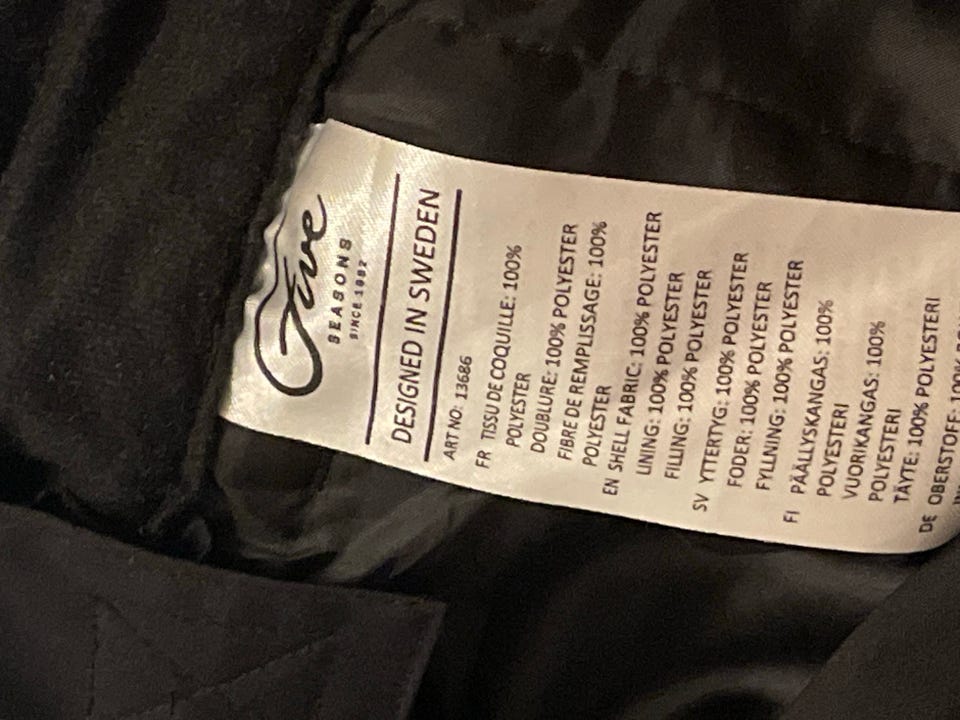 Five
SEASONS
SINCE 1982
DESIGNED IN SWEDEN
ART NO: 13686
FR TISSU DE COQUILLE: 100%
POLYESTER
DOUBLURE: 100% POLYESTER
FIBRE DE REMPLISSAGE: 100%
POLYESTER
EN SHELL FABRIC: 100% POLYESTER
LINING: 100% POLYESTER
FILLING: 100% POLYESTER
SV YTTERTYG: 100% POLYESTER
FODER: 100% POLYESTER
FYLLNING: 100% POLYESTER
FI PÄÄLLYSKANGAS: 100%
POLYESTERI
VUORIKANGAS: 100%
POLYESTERI
TÄYTE: 100% POLYESTERI
DE OBERSTOFF: 100%